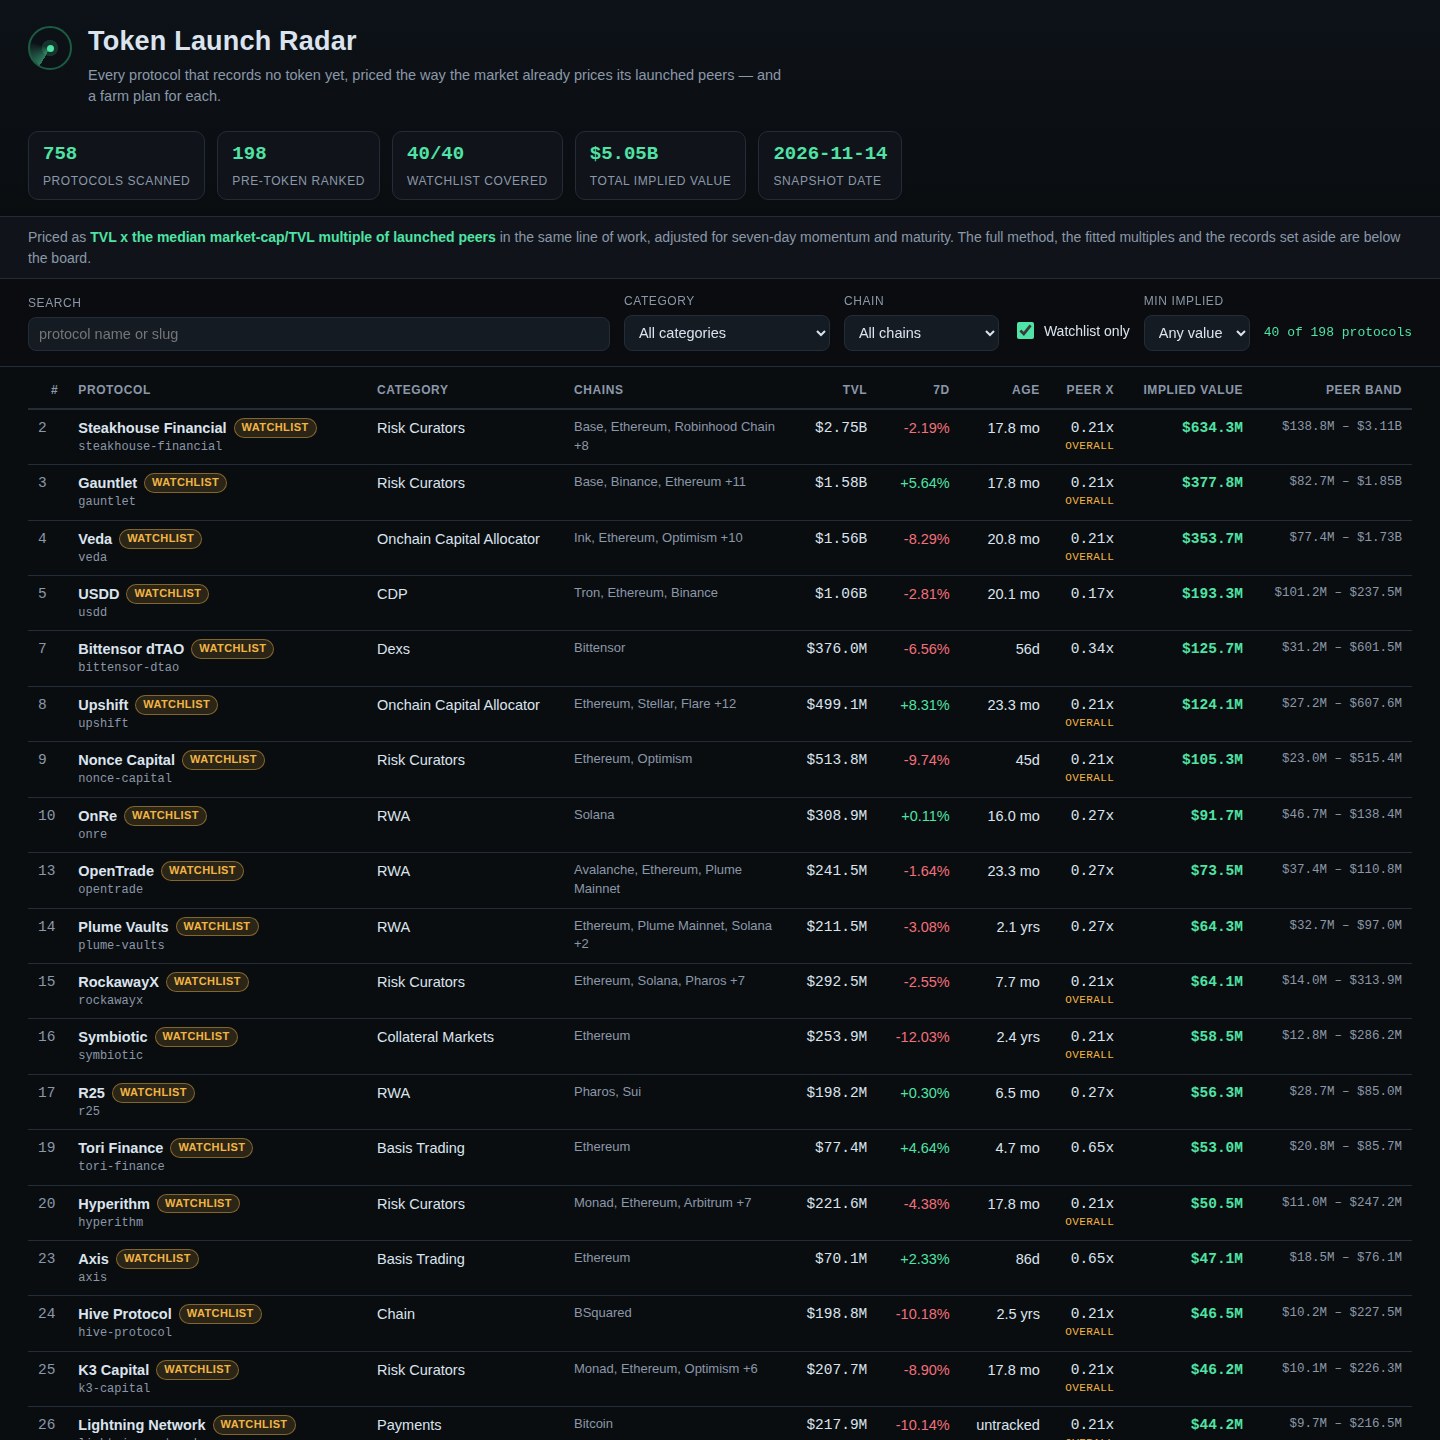 Token Launch Radar
Every protocol that records no token yet, priced the way the market already prices its launched peers — and
a farm plan for each.
758
PROTOCOLS SCANNED
198
PRE-TOKEN RANKED
40/40
WATCHLIST COVERED
$5.05B
TOTAL IMPLIED VALUE
2026-11-14
SNAPSHOT DATE
Priced as TVL x the median market-cap/TVL multiple of launched peers in the same line of work, adjusted for seven-day momentum and maturity. The full method, the fitted multiples and the records set aside are below
the board.
SEARCH
protocol name or slug
CATEGORY
All categories
CHAIN
All chains
Watchlist only
MIN IMPLIED
Any value
40 of 198 protocols
# PROTOCOL CATEGORY CHAINS TVL 7D AGE PEER X IMPLIED VALUE PEER BAND
2 Steakhouse Financial WATCHLIST Risk Curators Base, Ethereum, Robinhood Chain $2.75B -2.19% 17.8 mo 0.21x $634.3M $138.8M – $3.11B
steakhouse-financial +8 OVERALL
3 Gauntlet WATCHLIST Risk Curators Base, Binance, Ethereum +11 $1.58B +5.64% 17.8 mo 0.21x $377.8M $82.7M – $1.85B
gauntlet OVERALL
4 Veda WATCHLIST Onchain Capital Allocator Ink, Ethereum, Optimism +10 $1.56B -8.29% 20.8 mo 0.21x $353.7M $77.4M – $1.73B
veda OVERALL
5 USDD WATCHLIST CDP Tron, Ethereum, Binance $1.06B -2.81% 20.1 mo 0.17x $193.3M $101.2M – $237.5M
usdd
7 Bittensor dTAO WATCHLIST Dexs Bittensor $376.0M -6.56% 56d 0.34x $125.7M $31.2M – $601.5M
bittensor-dtao
8 Upshift WATCHLIST Onchain Capital Allocator Ethereum, Stellar, Flare +12 $499.1M +8.31% 23.3 mo 0.21x $124.1M $27.2M – $607.6M
upshift OVERALL
9 Nonce Capital WATCHLIST Risk Curators Ethereum, Optimism $513.8M -9.74% 45d 0.21x $105.3M $23.0M – $515.4M
nonce-capital OVERALL
10 OnRe WATCHLIST RWA Solana $308.9M +0.11% 16.0 mo 0.27x $91.7M $46.7M – $138.4M
onre
13 OpenTrade WATCHLIST RWA Avalanche, Ethereum, Plume $241.5M -1.64% 23.3 mo 0.27x $73.5M $37.4M – $110.8M
opentrade Mainnet
14 Plume Vaults WATCHLIST RWA Ethereum, Plume Mainnet, Solana $211.5M -3.08% 2.1 yrs 0.27x $64.3M $32.7M – $97.0M
plume-vaults +2
15 RockawayX WATCHLIST Risk Curators Ethereum, Solana, Pharos +7 $292.5M -2.55% 7.7 mo 0.21x $64.1M $14.0M – $313.9M
rockawayx OVERALL
16 Symbiotic WATCHLIST Collateral Markets Ethereum $253.9M -12.03% 2.4 yrs 0.21x $58.5M $12.8M – $286.2M
symbiotic OVERALL
17 R25 WATCHLIST RWA Pharos, Sui $198.2M +0.30% 6.5 mo 0.27x $56.3M $28.7M – $85.0M
r25
19 Tori Finance WATCHLIST Basis Trading Ethereum $77.4M +4.64% 4.7 mo 0.65x $53.0M $20.8M – $85.7M
tori-finance
20 Hyperithm WATCHLIST Risk Curators Monad, Ethereum, Arbitrum +7 $221.6M -4.38% 17.8 mo 0.21x $50.5M $11.0M – $247.2M
hyperithm OVERALL
23 Axis WATCHLIST Basis Trading Ethereum $70.1M +2.33% 86d 0.65x $47.1M $18.5M – $76.1M
axis
24 Hive Protocol WATCHLIST Chain BSquared $198.8M -10.18% 2.5 yrs 0.21x $46.5M $10.2M – $227.5M
hive-protocol OVERALL
25 K3 Capital WATCHLIST Risk Curators Monad, Ethereum, Optimism +6 $207.7M -8.90% 17.8 mo 0.21x $46.2M $10.1M – $226.3M
k3-capital OVERALL
26 Lightning Network WATCHLIST Payments Bitcoin $217.9M -10.14% untracked 0.21x $44.2M $9.7M – $216.5M